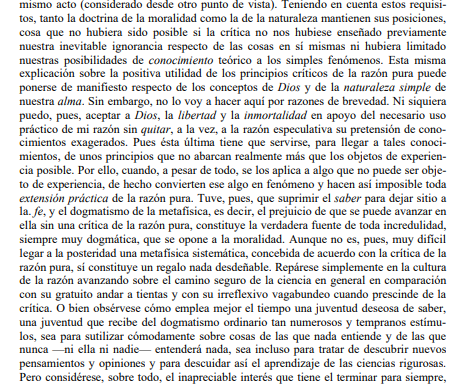 mismo acto (considerado desde otro punto de vista). Teniendo en cuenta estos requisi-
tos, tanto la doctrina de la moralidad como la de la naturaleza mantienen sus posiciones,
cosa que no hubiera sido posible si la crítica no nos hubiese enseñado previamente
nuestra inevitable ignorancia respecto de las cosas en sí mismas ni hubiera limitado
nuestras posibilidades de conocimiento teórico a los simples fenómenos. Esta misma
explicación sobre la positiva utilidad de los principios críticos de la razón pura puede
ponerse de manifiesto respecto de los conceptos de Dios y de la naturaleza simple de
nuestra alma. Sin embargo, no lo voy a hacer aquí por razones de brevedad. Ni siquiera
puedo, pues, aceptar a Dios, la libertad y la inmortalidad en apoyo del necesario uso
práctico de mi razón sin quitar, a la vez, a la razón especulativa su pretensión de cono-
cimientos exagerados. Pues ésta última tiene que servirse, para llegar a tales conoci-
mientos, de unos principios que no abarcan realmente más que los objetos de experien-
cia posible. Por ello, cuando, a pesar de todo, se los aplica a algo que no puede ser obje-
to de experiencia, de hecho convierten ese algo en fenómeno y hacen así imposible toda
extensión práctica de la razón pura. Tuve, pues, que suprimir el saber para dejar sitio a
la. fe, y el dogmatismo de la metafísica, es decir, el prejuicio de que se puede avanzar en
ella sin una crítica de la razón pura, constituye la verdadera fuente de toda incredulidad,
siempre muy dogmática, que se opone a la moralidad. Aunque no es, pues, muy difícil
legar a la posteridad una metafísica sistemática, concebida de acuerdo con la crítica de la
razón pura, sí constituye un regalo nada desdeñable. Repárese simplemente en la cultura
de la razón avanzando sobre el camino seguro de la ciencia en general en comparación
con su gratuito andar a tientas y con su irreflexivo vagabundeo cuando prescinde de la
crítica. O bien obsérvese cómo emplea mejor el tiempo una juventud deseosa de saber,
una juventud que recibe del dogmatismo ordinario tan numerosos y tempranos estímu-
los, sea para sutilizar cómodamente sobre cosas de las que nada entiende y de las que
nunca —ni ella ni nadie— entenderá nada, sea incluso para tratar de descubrir nuevos
pensamientos y opiniones y para descuidar así el aprendizaje de las ciencias rigurosas.
Pero considérese, sobre todo, el inapreciable interés que tiene el terminar para siempre,